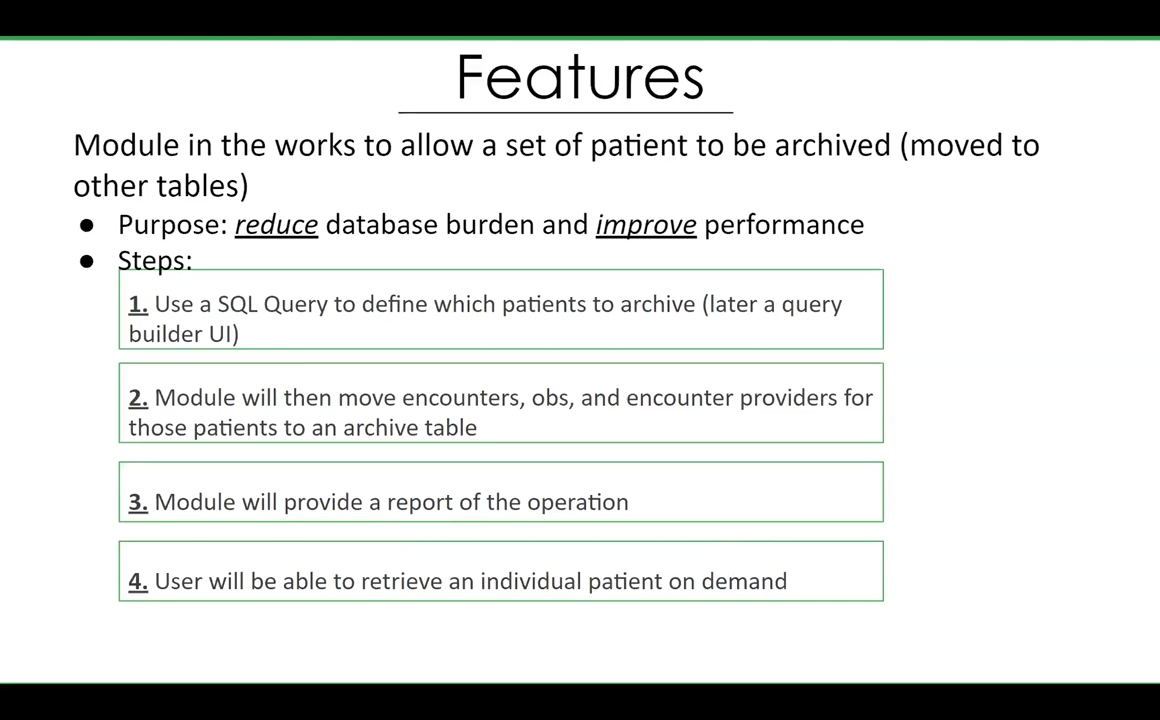 Features
Module in the works to allow a set of patient to be archived (moved to
other tables)
● Purpose: reduce database burden and improve performance
● Steps:
1. Use a SQL Query to define which patients to archive (later a query
builder UI)
2. Module will then move encounters, obs, and encounter providers for
those patients to an archive table
3. Module will provide a report of the operation
4. User will be able to retrieve an individual patient on demand